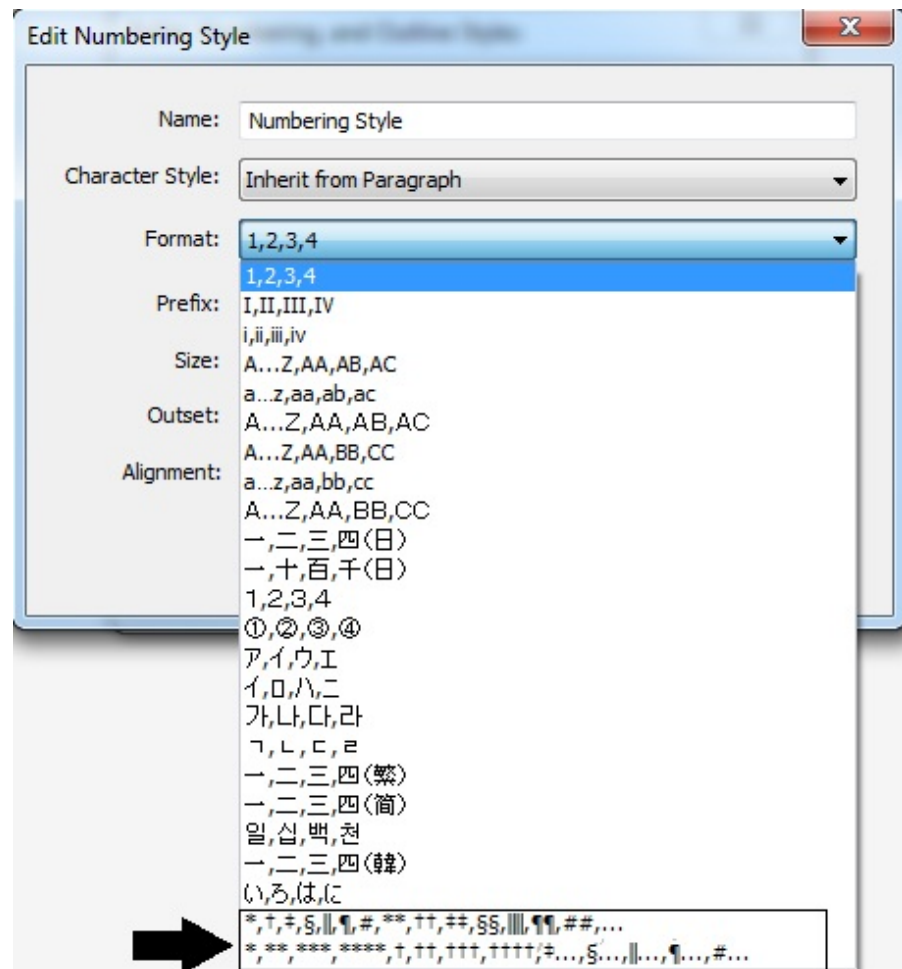 Edit Numbering Style
Name: Numbering Style
Character Style: Inherit from Paragraph
Format: 1,2,3,4
1,2,3,4
Prefix:
I,II,III,IV
i,ii,iii,iv
Size:
A...Z,AA,AB,AC
a...z,aa,ab,ac
Outset:
A...Z,AA,AB,AC
A...Z,AA,BB,CC
Alignment:
a...z,aa,bb,cc
A...Z,AA,BB,CC
一,二,三,四(日)
一,十,百,千(日)
1,2,3,4
①,②,③,④
ア,イ,ウ,エ
イ,ロ,ハ,ニ
가,나,다,라
ㄱ,ㄴ,ㄷ,ㄹ
一,二,三,四(繁)
一,二,三,四(简)
일,십,백,천
一,二,三,四(韓)
い,ろ,は,に
*,†,‡,§,‖,¶,#,**,††,‡‡,§§,‖‖,¶¶,##,...
*,**,***,****,†,††,†††,††††,‡...,§...,‖...,¶...,#...